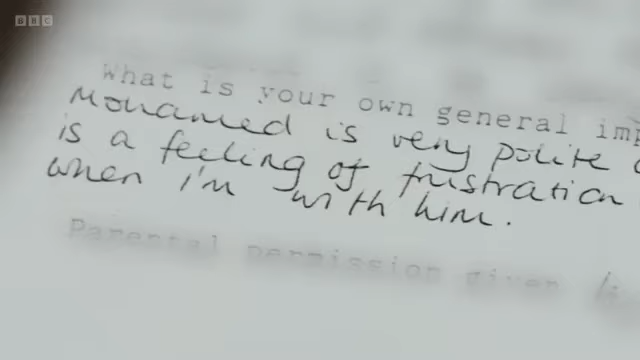 BBC
What is your own general imp
Mohamed is very polite
is a feeling of frustration
when I'm with him.
Parental permission given